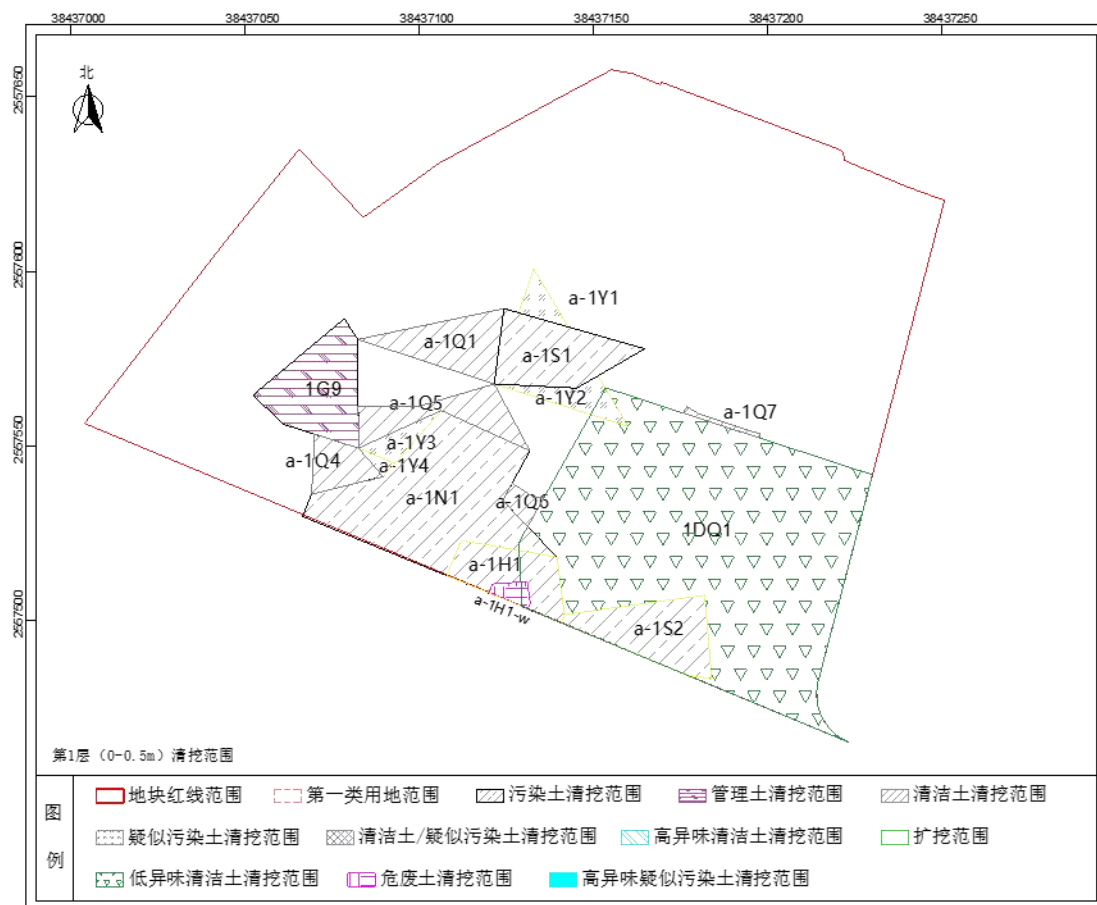 38437000 38437050 38437100 38437150 38437200 38437250
2557650
北
2557600
a-1Y1
a-1Q1
a-1S1
1G9
a-1Y2
a-1Q5
a-1Q7
2557550
a-1Y3
a-1Q4
a-1Y4
a-1N1
a-1Q6
1DQ1
a-1H1
a-1H1-w
2557500
a-1S2
第1层（0-0.5m）清挖范围
图例
地块红线范围 第一类用地范围 污染土清挖范围 管理土清挖范围 清洁土清挖范围
疑似污染土清挖范围 清洁土/疑似污染土清挖范围 高异味清洁土清挖范围 扩挖范围
低异味清洁土清挖范围 危废土清挖范围 高异味疑似污染土清挖范围